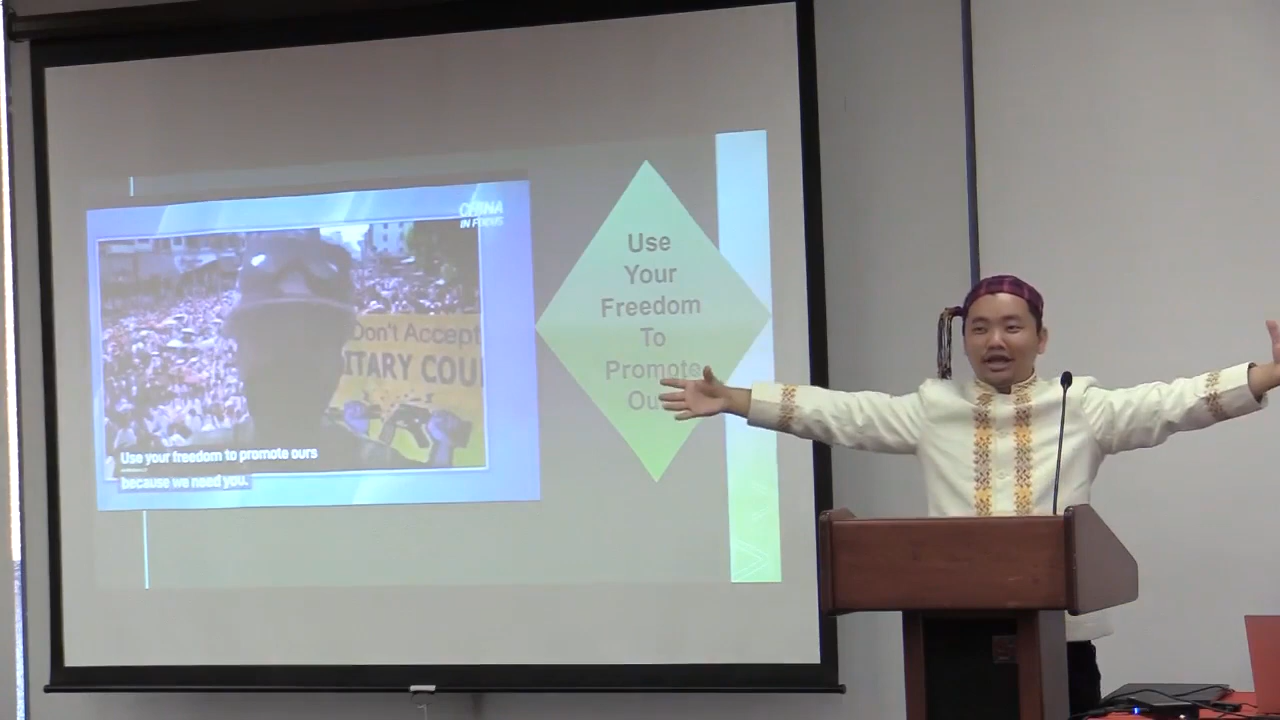 CHINA
IN FOCUS
Don't Accept
ITARY COU
Use your freedom to promote ours
because we need you.
Use
Your
Freedom
To
Promote
Ou